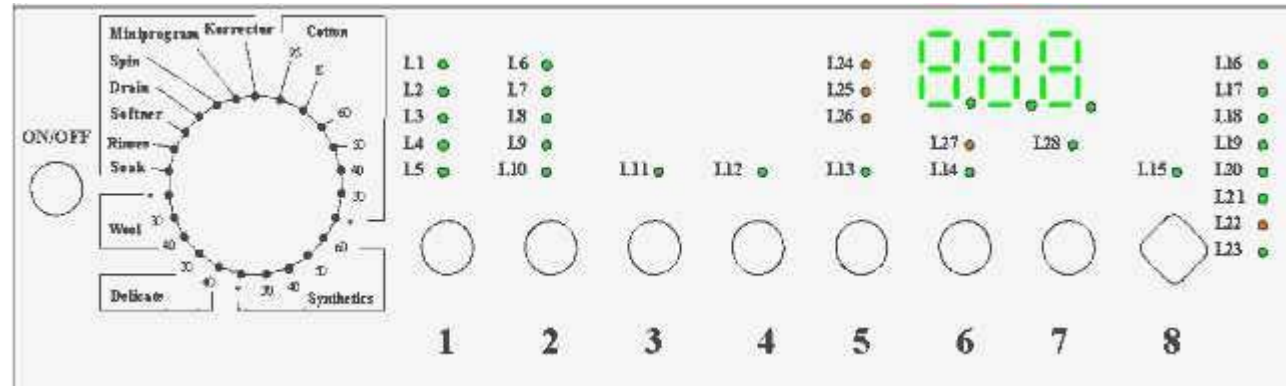 Miniprogram Korrector Cotton
95
Spin
L1 L6 L24 L16
Drain
L2 L7 L25 L17
60
Softner
L3 L8 L26 L18
ON/OFF Rinses 50
L4 L9 L27 L28 L19
Soak 40
L5 L10 L11 L12 L13 L14 L15 L20
* 30
L21
30 *
Wool
L22
40 60
L23
30 50
40 * 30 40
Delicate Synthetics
1 2 3 4 5 6 7 8